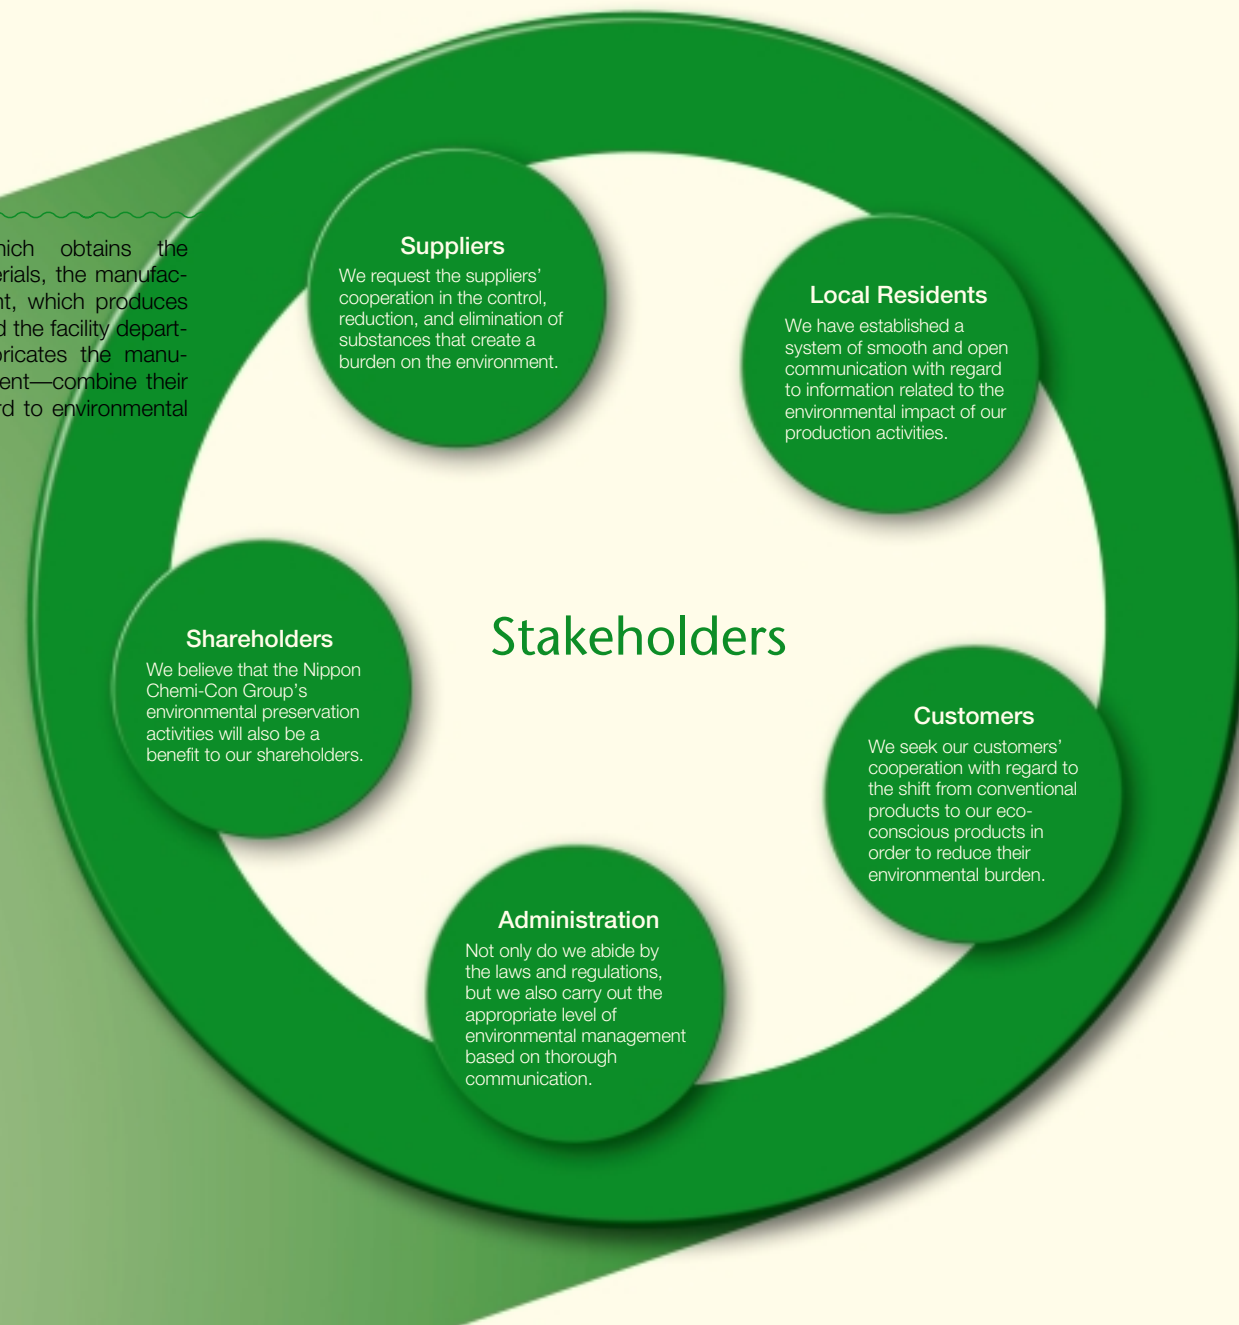 obtains the
the manufac-
which produces
the facility depart-
the manu-
combine their
to environmental
Suppliers
We request the suppliers’
cooperation in the control,
reduction, and elimination of
substances that create a
burden on the environment.
Local Residents
We have established a
system of smooth and open
communication with regard
to information related to the
environmental impact of our
production activities.
Stakeholders
Shareholders
We believe that the Nippon
Chemi-Con Group’s
environmental preservation
activities will also be a
benefit to our shareholders.
Customers
We seek our customers’
cooperation with regard to
the shift from conventional
products to our eco-
conscious products in
order to reduce their
environmental burden.
Administration
Not only do we abide by
the laws and regulations,
but we also carry out the
appropriate level of
environmental management
based on thorough
communication.